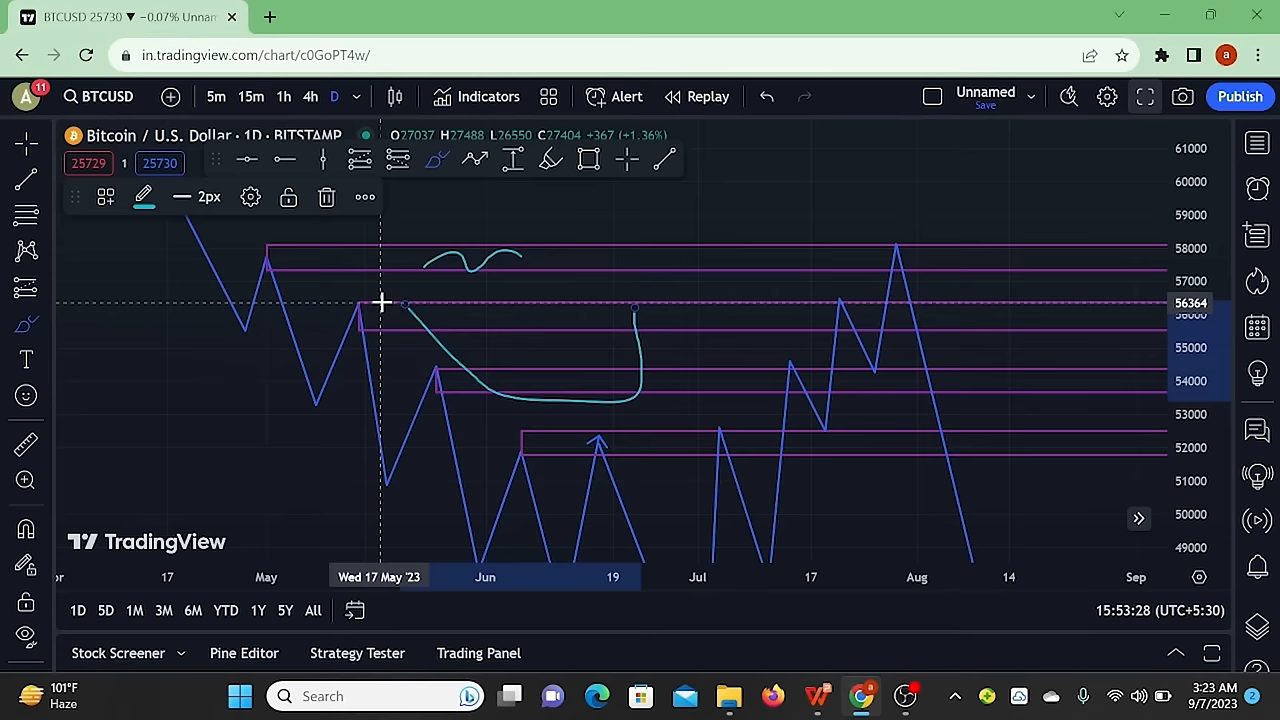 BTCUSD 25730 ▼ −0.07% Unnam
in.tradingview.com/chart/c0GoPT4w/
a
A 11 BTCUSD 5m 15m 1h 4h D Indicators Alert Replay Unnamed Save Publish
Bitcoin / U.S. Dollar · 1D · BITSTAMP O27037 H27488 L26550 C27404 +367 (+1.36%)
25729 1 25730
2px
61000
60000
59000
58000
57000
56364
56000
55000
54000
53000
52000
51000
50000
49000
TradingView
17 May Wed 17 May '23 Jun 19 Jul 17 Aug 14 Sep
1D 5D 1M 3M 6M YTD 1Y 5Y All 15:53:28 (UTC+5:30)
Stock Screener Pine Editor Strategy Tester Trading Panel
101°F
Haze
Search
3:23 AM
9/7/2023
2